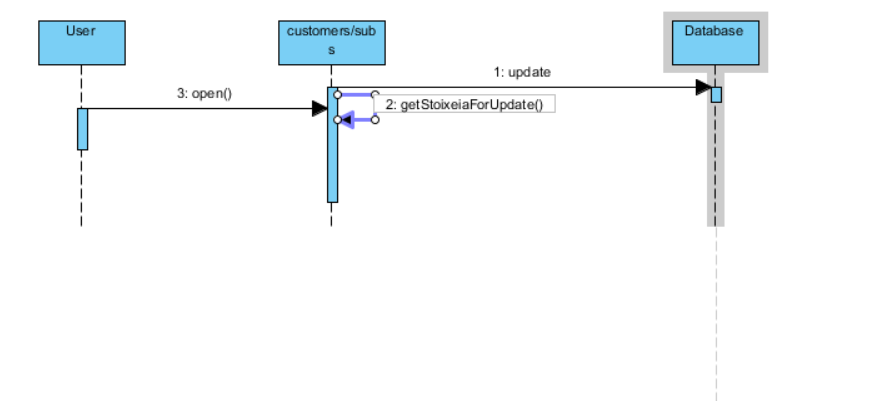 User
customers/sub
s
Database
1: update
3: open()
2: getStoixeiaForUpdate()